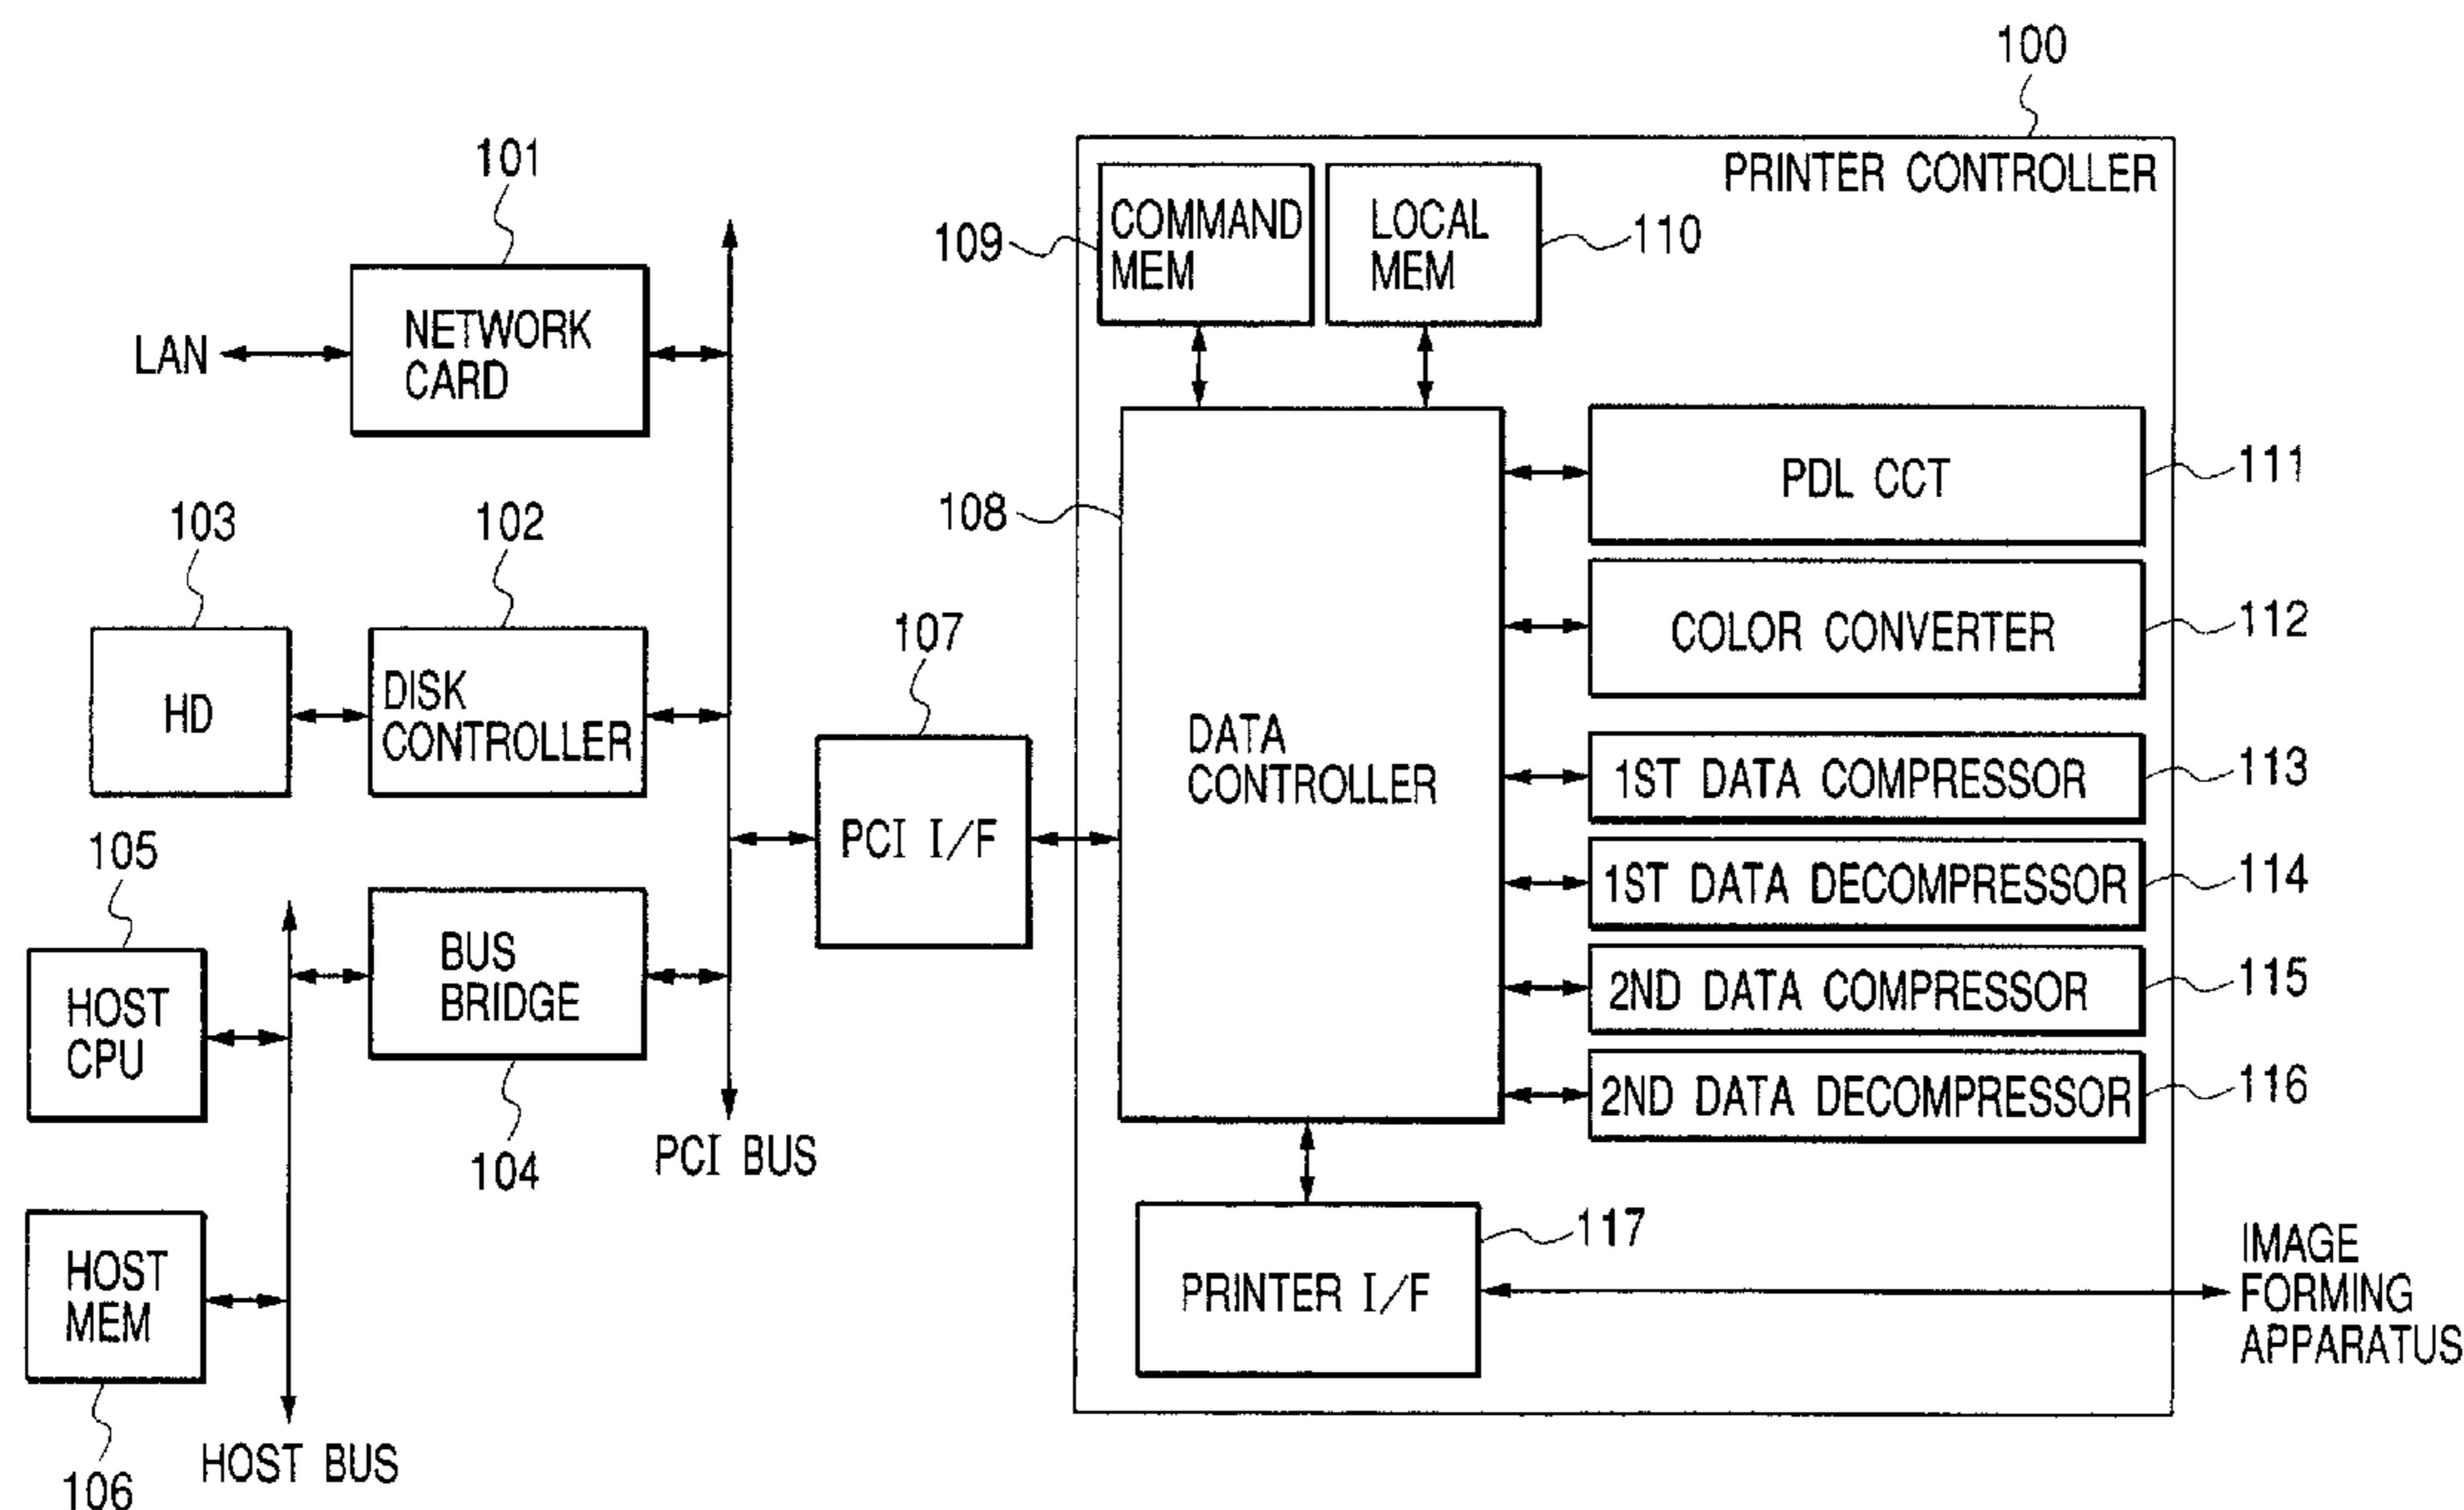 100
PRINTER CONTROLLER
101
NETWORK
CARD
LAN
109
COMMAND
MEM
LOCAL
MEM
110
103
HD
102
DISK
CONTROLLER
107
PCI I/F
108
DATA
CONTROLLER
PDL CCT
111
COLOR CONVERTER
112
1ST DATA COMPRESSOR
113
1ST DATA DECOMPRESSOR
114
2ND DATA COMPRESSOR
115
2ND DATA DECOMPRESSOR
116
105
HOST
CPU
BUS
BRIDGE
104
PCI BUS
HOST
MEM
106
HOST BUS
117
PRINTER I/F
IMAGE
FORMING
APPARATUS